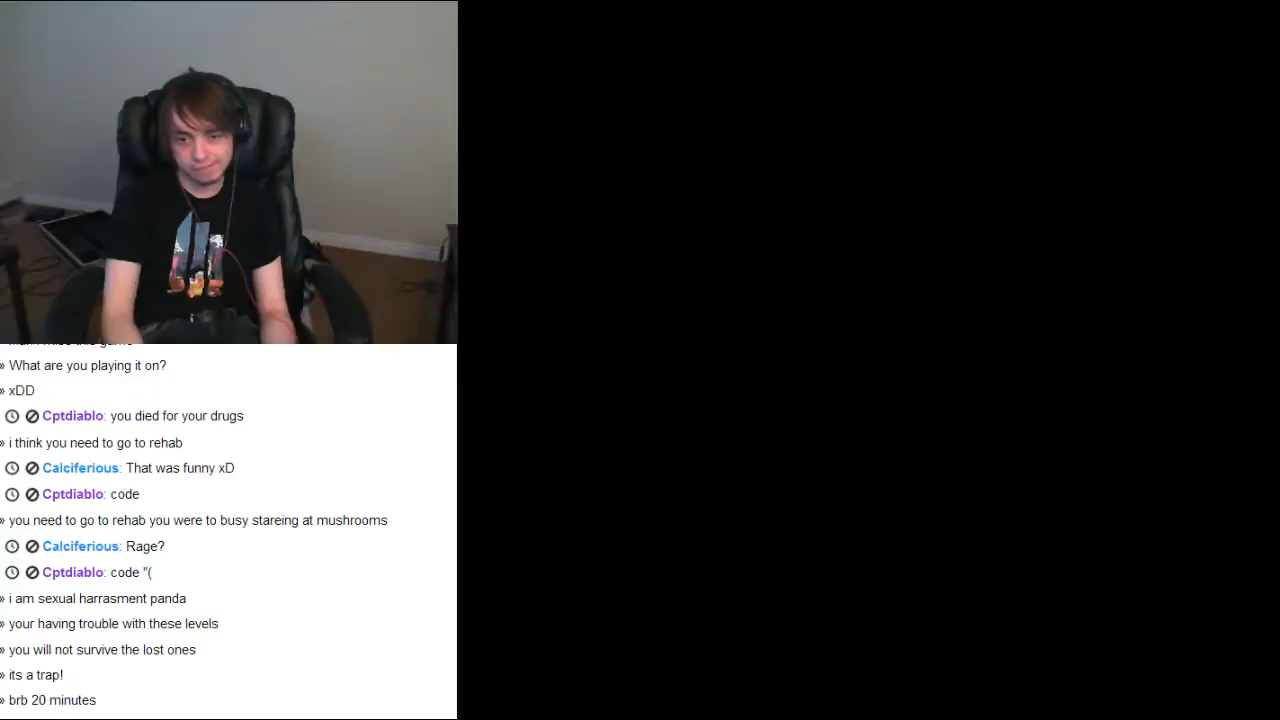 » What are you playing it on?
» xDD
Cptdiablo: you died for your drugs
» i think you need to go to rehab
Calciferious: That was funny xD
Cptdiablo: code
» you need to go to rehab you were to busy stareing at mushrooms
Calciferious: Rage?
Cptdiablo: code "(
» i am sexual harrasment panda
» your having trouble with these levels
» you will not survive the lost ones
» its a trap!
» brb 20 minutes